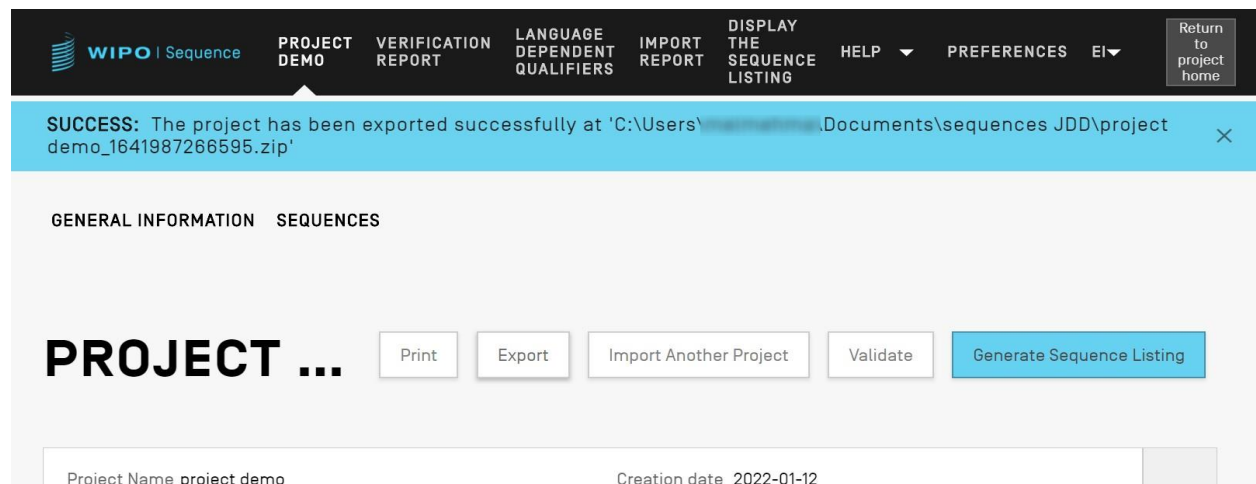 WIPO | Sequence
PROJECT
DEMO
VERIFICATION
REPORT
LANGUAGE
DEPENDENT
QUALIFIERS
IMPORT
REPORT
DISPLAY
THE
SEQUENCE
LISTING
HELP
PREFERENCES
Return
to
project
home
SUCCESS: The project has been exported successfully at 'C:\Users\ Documents\sequences JDD\project
demo_1641987266595.zip'
GENERAL INFORMATION SEQUENCES
PROJECT ... Print Export Import Another Project Validate Generate Sequence Listing
Project Name project demo Creation date 2022-01-12